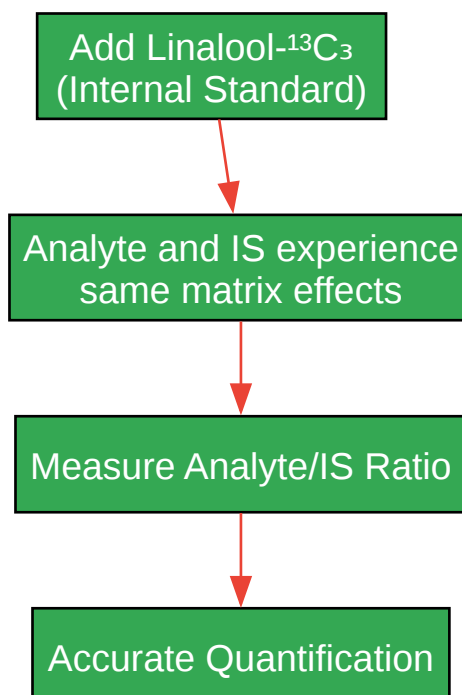 Add Linalool-¹³C₃
(Internal Standard)
Analyte and IS experience
same matrix effects
Measure Analyte/IS Ratio
Accurate Quantification